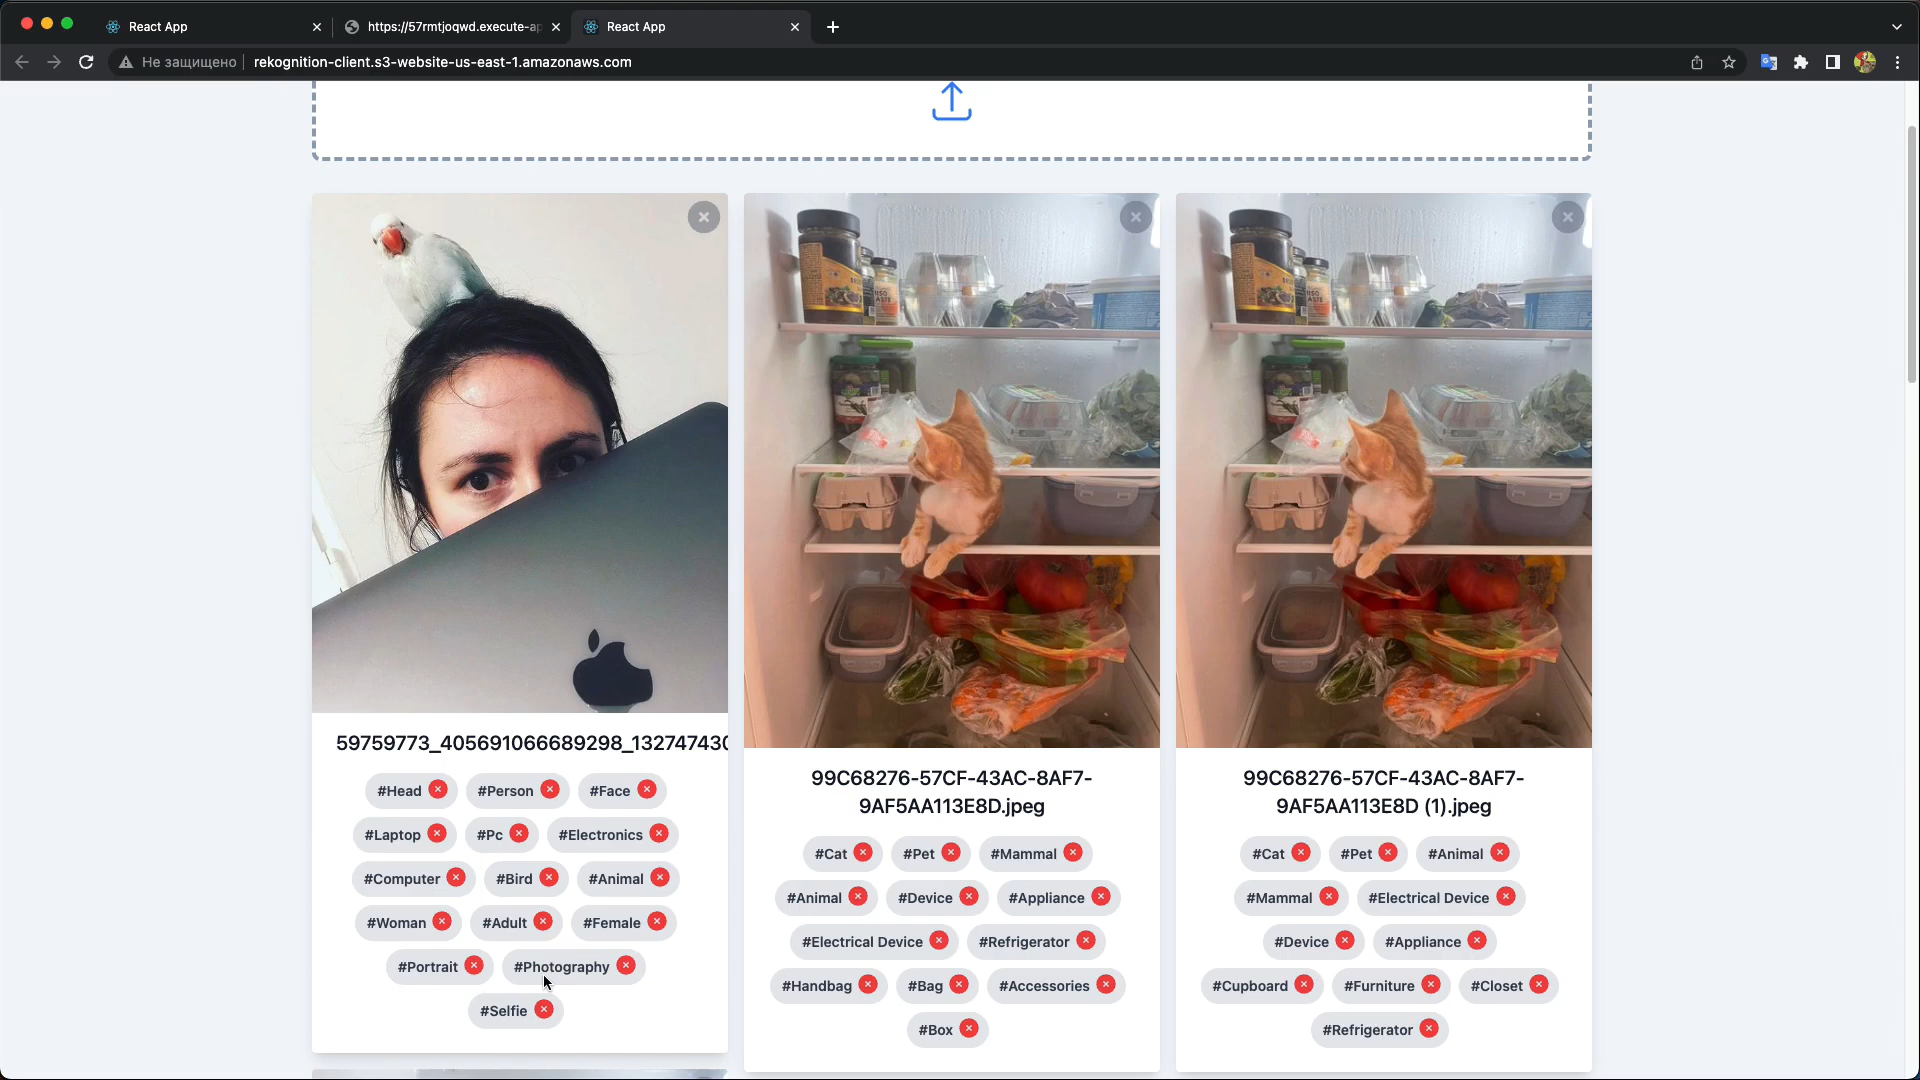 React App
https://57rmtjoqwd.execute-ap
React App
Не защищено
rekognition-client.s3-website-us-east-1.amazonaws.com
59759773_405691066689298_132747430
#Head #Person #Face
#Laptop #Pc #Electronics
#Computer #Bird #Animal
#Woman #Adult #Female
#Portrait #Photography
#Selfie
99C68276-57CF-43AC-8AF7-
9AF5AA113E8D.jpeg
#Cat #Pet #Mammal
#Animal #Device #Appliance
#Electrical Device #Refrigerator
#Handbag #Bag #Accessories
#Box
99C68276-57CF-43AC-8AF7-
9AF5AA113E8D (1).jpeg
#Cat #Pet #Animal
#Mammal #Electrical Device
#Device #Appliance
#Cupboard #Furniture #Closet
#Refrigerator